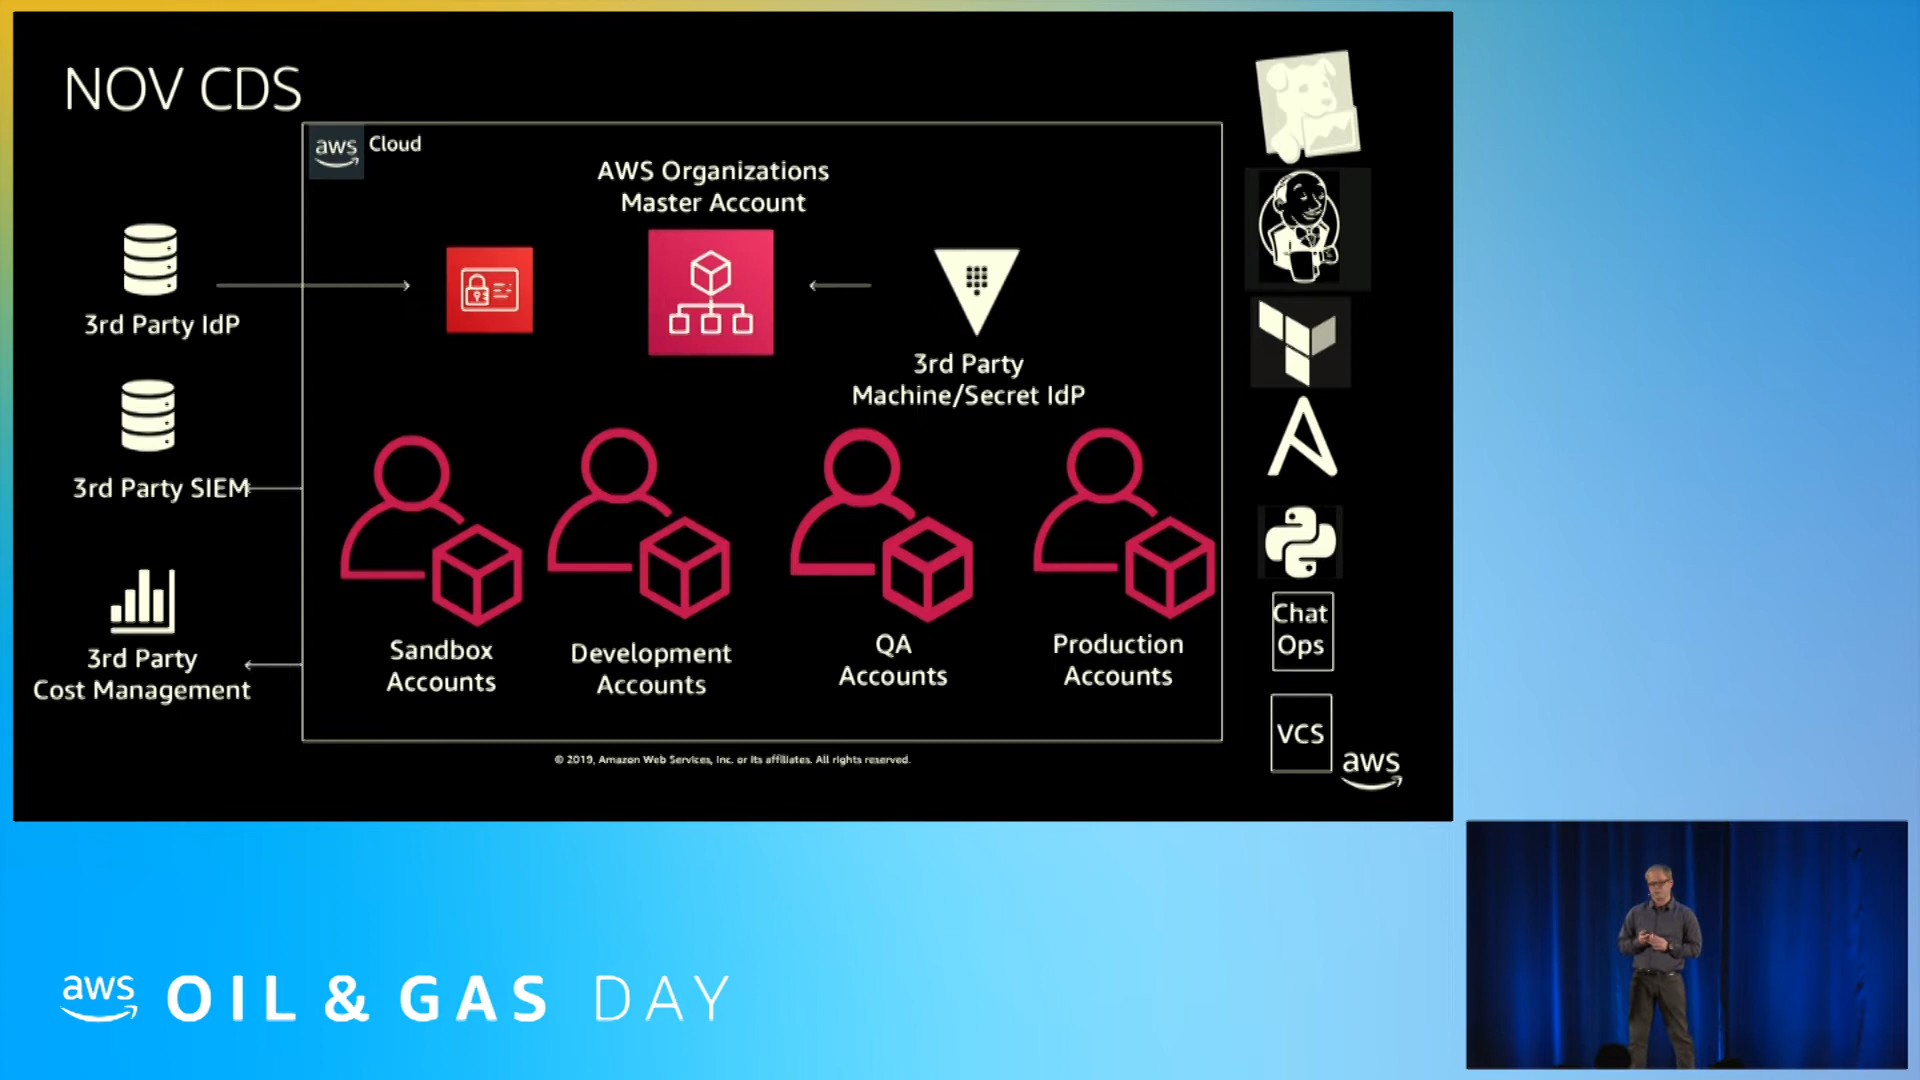 NOV CDS
aws Cloud
AWS Organizations
Master Account
3rd Party IdP
3rd Party
Machine/Secret IdP
3rd Party SIEM
3rd Party
Cost Management
Sandbox
Accounts
Development
Accounts
QA
Accounts
Production
Accounts
Chat
Ops
VCS
aws
© 2019, Amazon Web Services, Inc. or its affiliates. All rights reserved.
aws OIL & GAS DAY